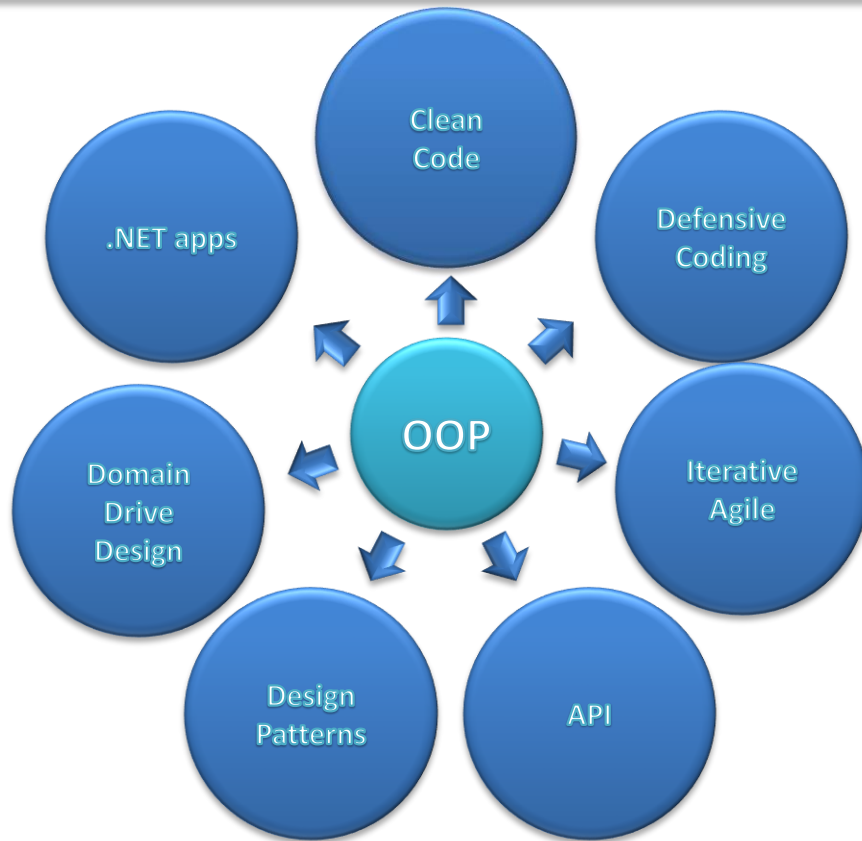 Clean
Code
.NET apps
Defensive
Coding
OOP
Domain
Drive
Design
Iterative
Agile
Design
Patterns
API